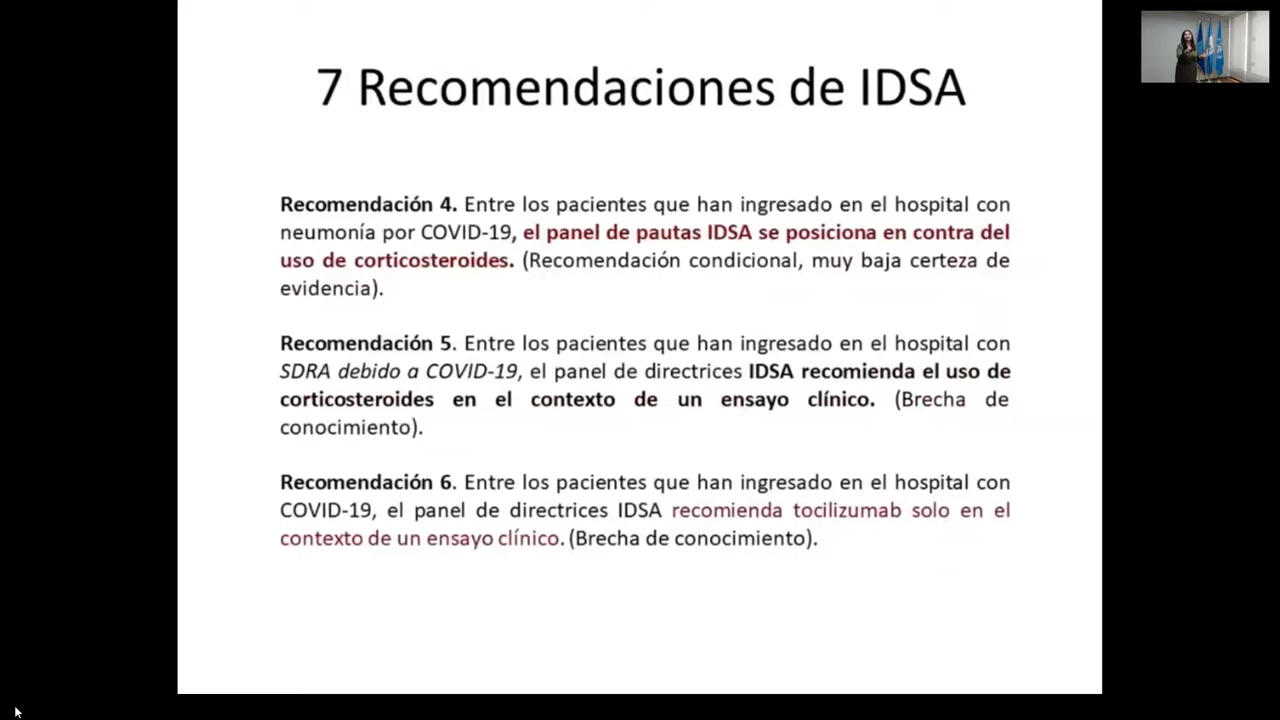 7 Recomendaciones de IDSA
Recomendación 4. Entre los pacientes que han ingresado en el hospital con
neumonía por COVID-19, el panel de pautas IDSA se posiciona en contra del
uso de corticosteroides. (Recomendación condicional, muy baja certeza de
evidencia).
Recomendación 5. Entre los pacientes que han ingresado en el hospital con
SDRA debido a COVID-19, el panel de directrices IDSA recomienda el uso de
corticosteroides en el contexto de un ensayo clínico. (Brecha de
conocimiento).
Recomendación 6. Entre los pacientes que han ingresado en el hospital con
COVID-19, el panel de directrices IDSA recomienda tocilizumab solo en el
contexto de un ensayo clínico. (Brecha de conocimiento).